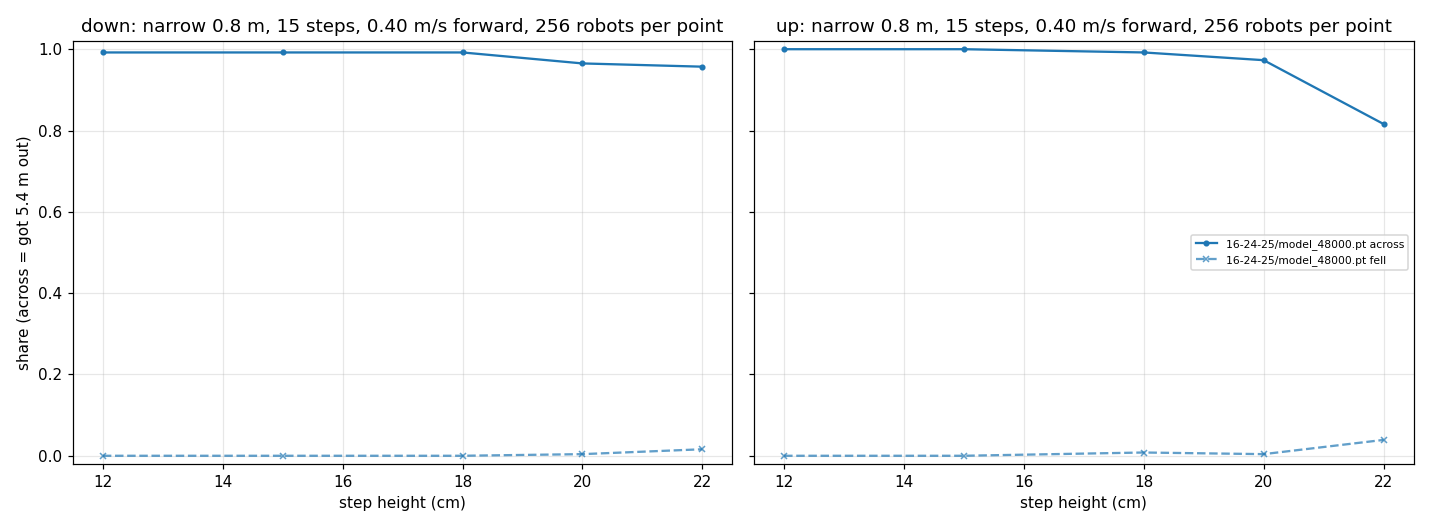 down: narrow 0.8 m, 15 steps, 0.40 m/s forward, 256 robots per point
up: narrow 0.8 m, 15 steps, 0.40 m/s forward, 256 robots per point
share (across = got 5.4 m out)
1.0
0.8
0.6
0.4
0.2
0.0
12 14 16 18 20 22
step height (cm)
16-24-25/model_48000.pt across
16-24-25/model_48000.pt fell
12 14 16 18 20 22
step height (cm)